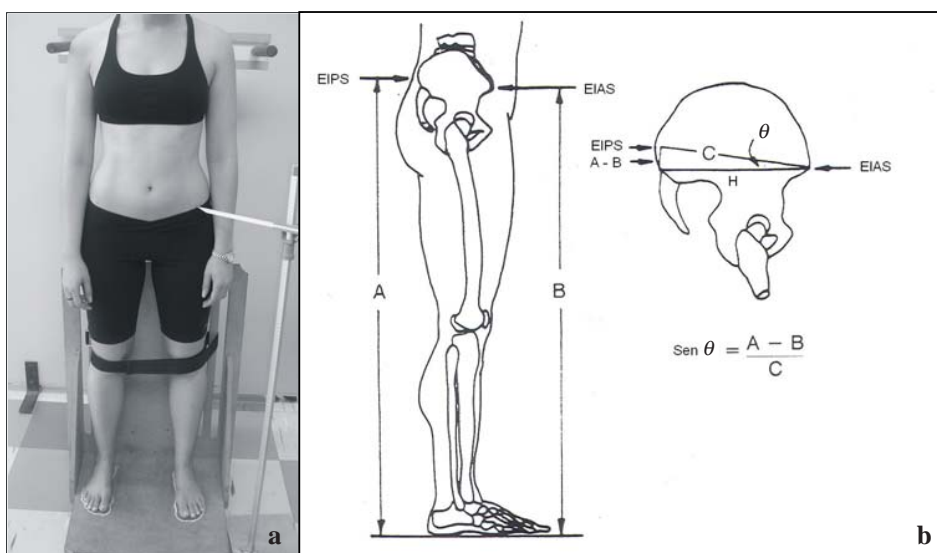 EIPS
EIAS
A
B
a
EIPS
A - B
C
θ
H
EIAS
Sen θ = A - B
C
b